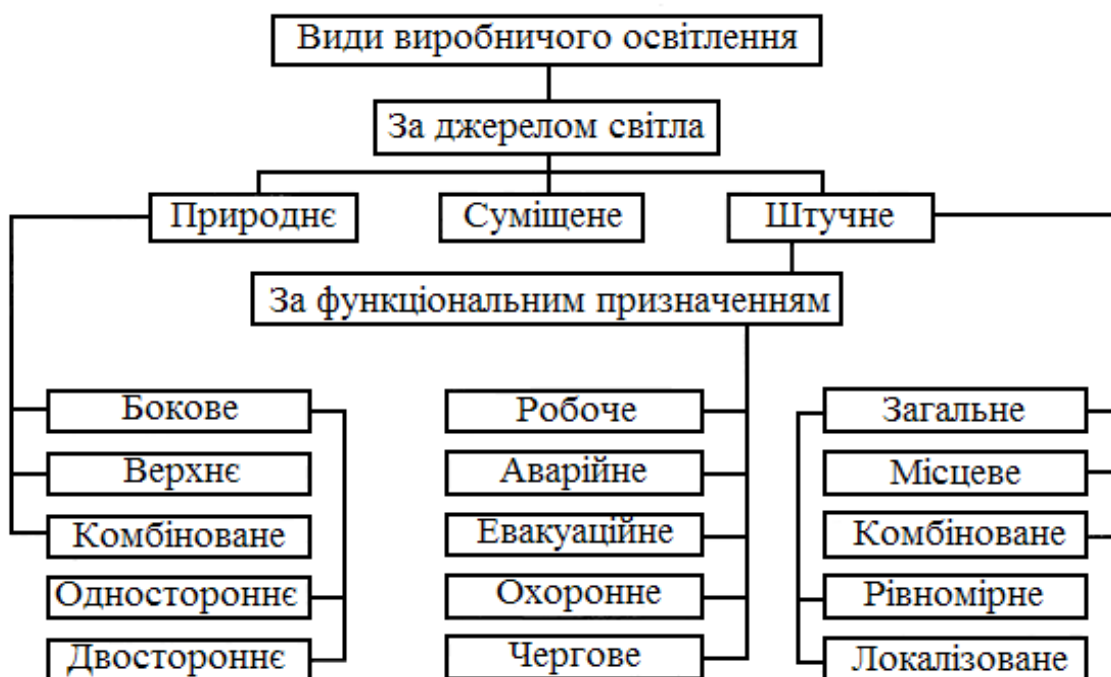 Види виробничого освітлення
За джерелом світла
Природнє
Суміщене
Штучне
За функціональним призначенням
Бокове
Верхнє
Комбіноване
Одностороннє
Двостороннє
Робоче
Аварійне
Евакуаційне
Охоронне
Чергове
Загальне
Місцеве
Комбіноване
Рівномірне
Локалізоване